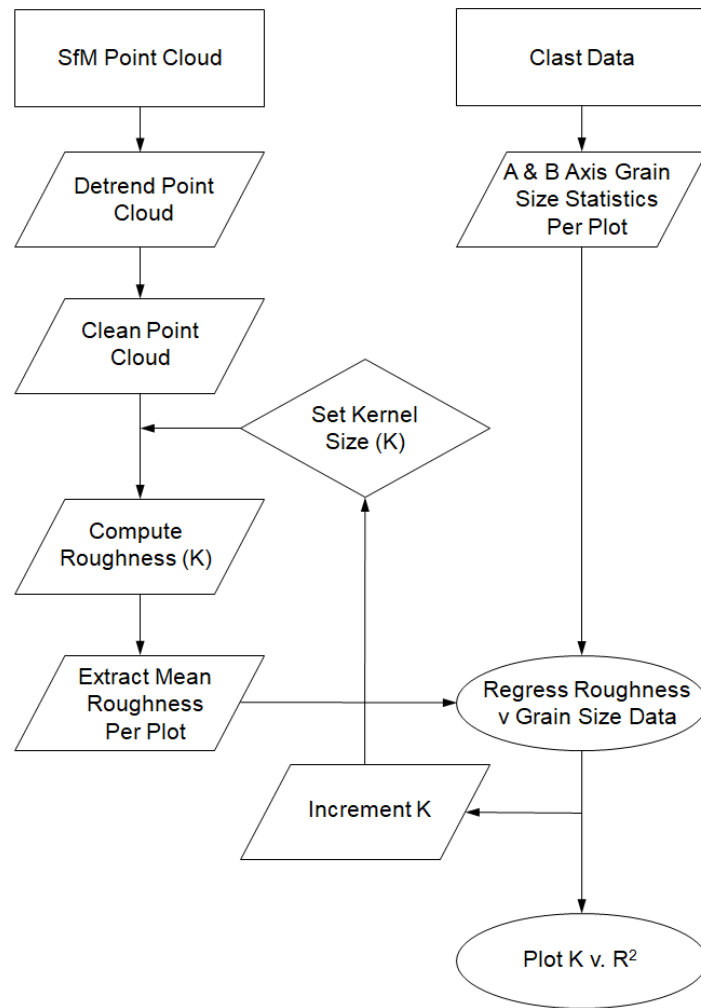 SfM Point Cloud
Clast Data
Detrend Point
Cloud
A & B Axis Grain
Size Statistics
Per Plot
Clean Point
Cloud
Set Kernel
Size (K)
Compute
Roughness (K)
Extract Mean
Roughness
Per Plot
Regress Roughness
v Grain Size Data
Increment K
Plot K v. R²